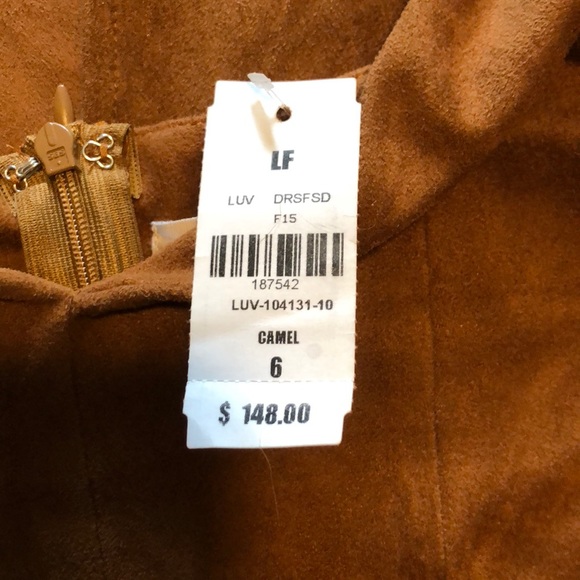 LF
LUV DRSFSD
F15
187542
LUV-104131-10
CAMEL
6
$ 148.00